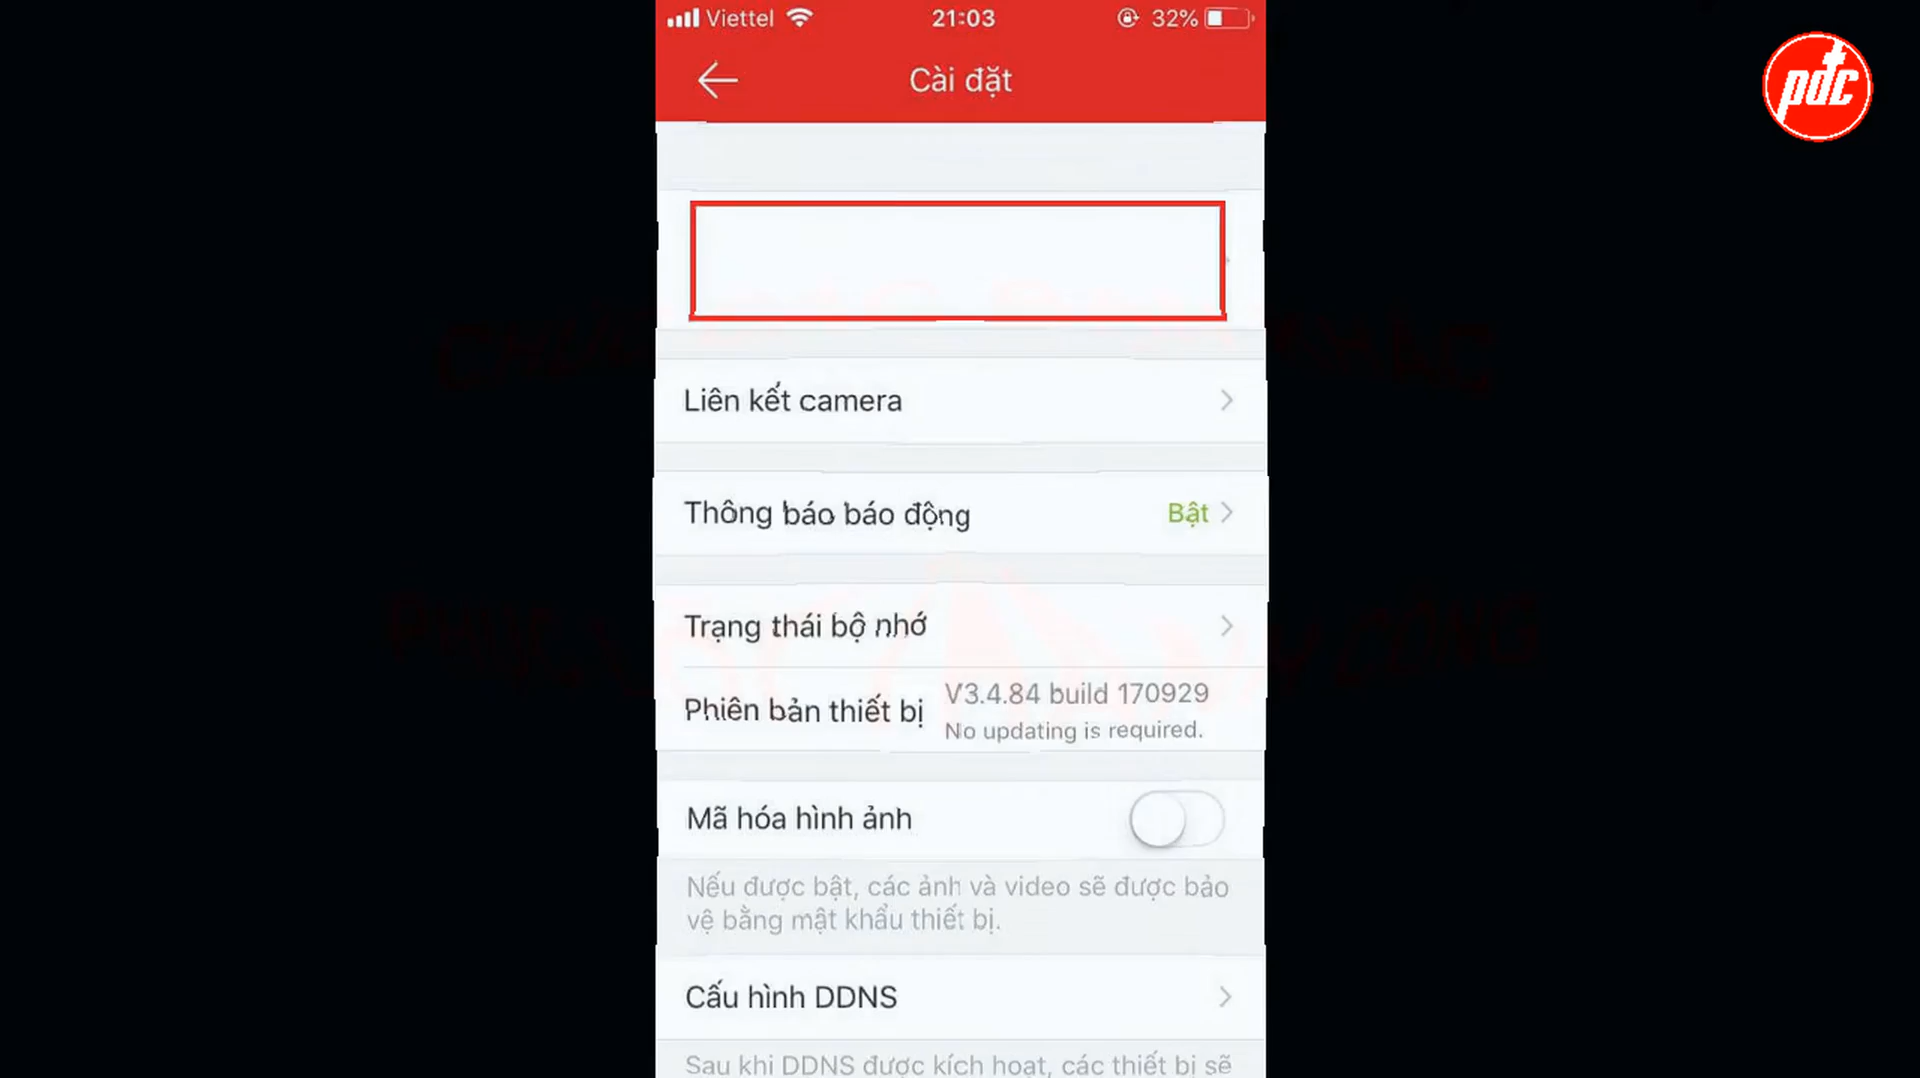 Viettel 21:03 32%
Cài đặt
pdc
Liên kết camera
Thông báo báo động Bật
Trạng thái bộ nhớ
Phiên bản thiết bị V3.4.84 build 170929
No updating is required.
Mã hóa hình ảnh
Nếu được bật, các ảnh và video sẽ được bảo
vệ bằng mật khẩu thiết bị.
Cấu hình DDNS
Sau khi DDNS được kích hoạt, các thiết bị sẽ